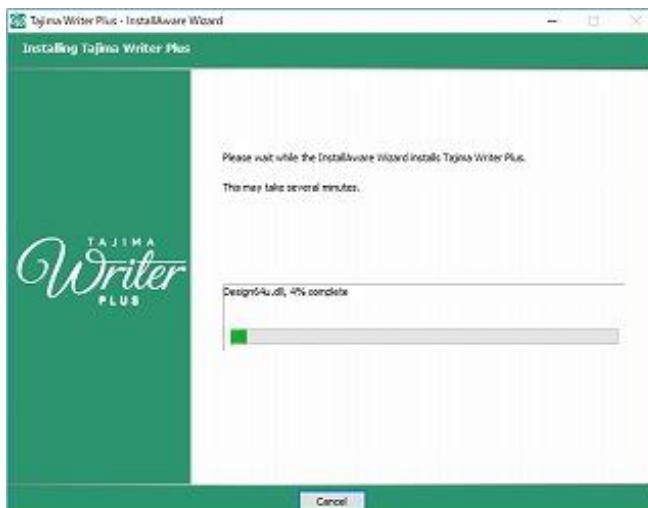 Tajima Writer Plus - InstallAware Wizard
Installing Tajima Writer Plus
Please wait while the InstallAware Wizard installs Tajima Writer Plus.
This may take several minutes.
TAJIMA
Writer
PLUS
Design64u.dll, 4% complete
Cancel